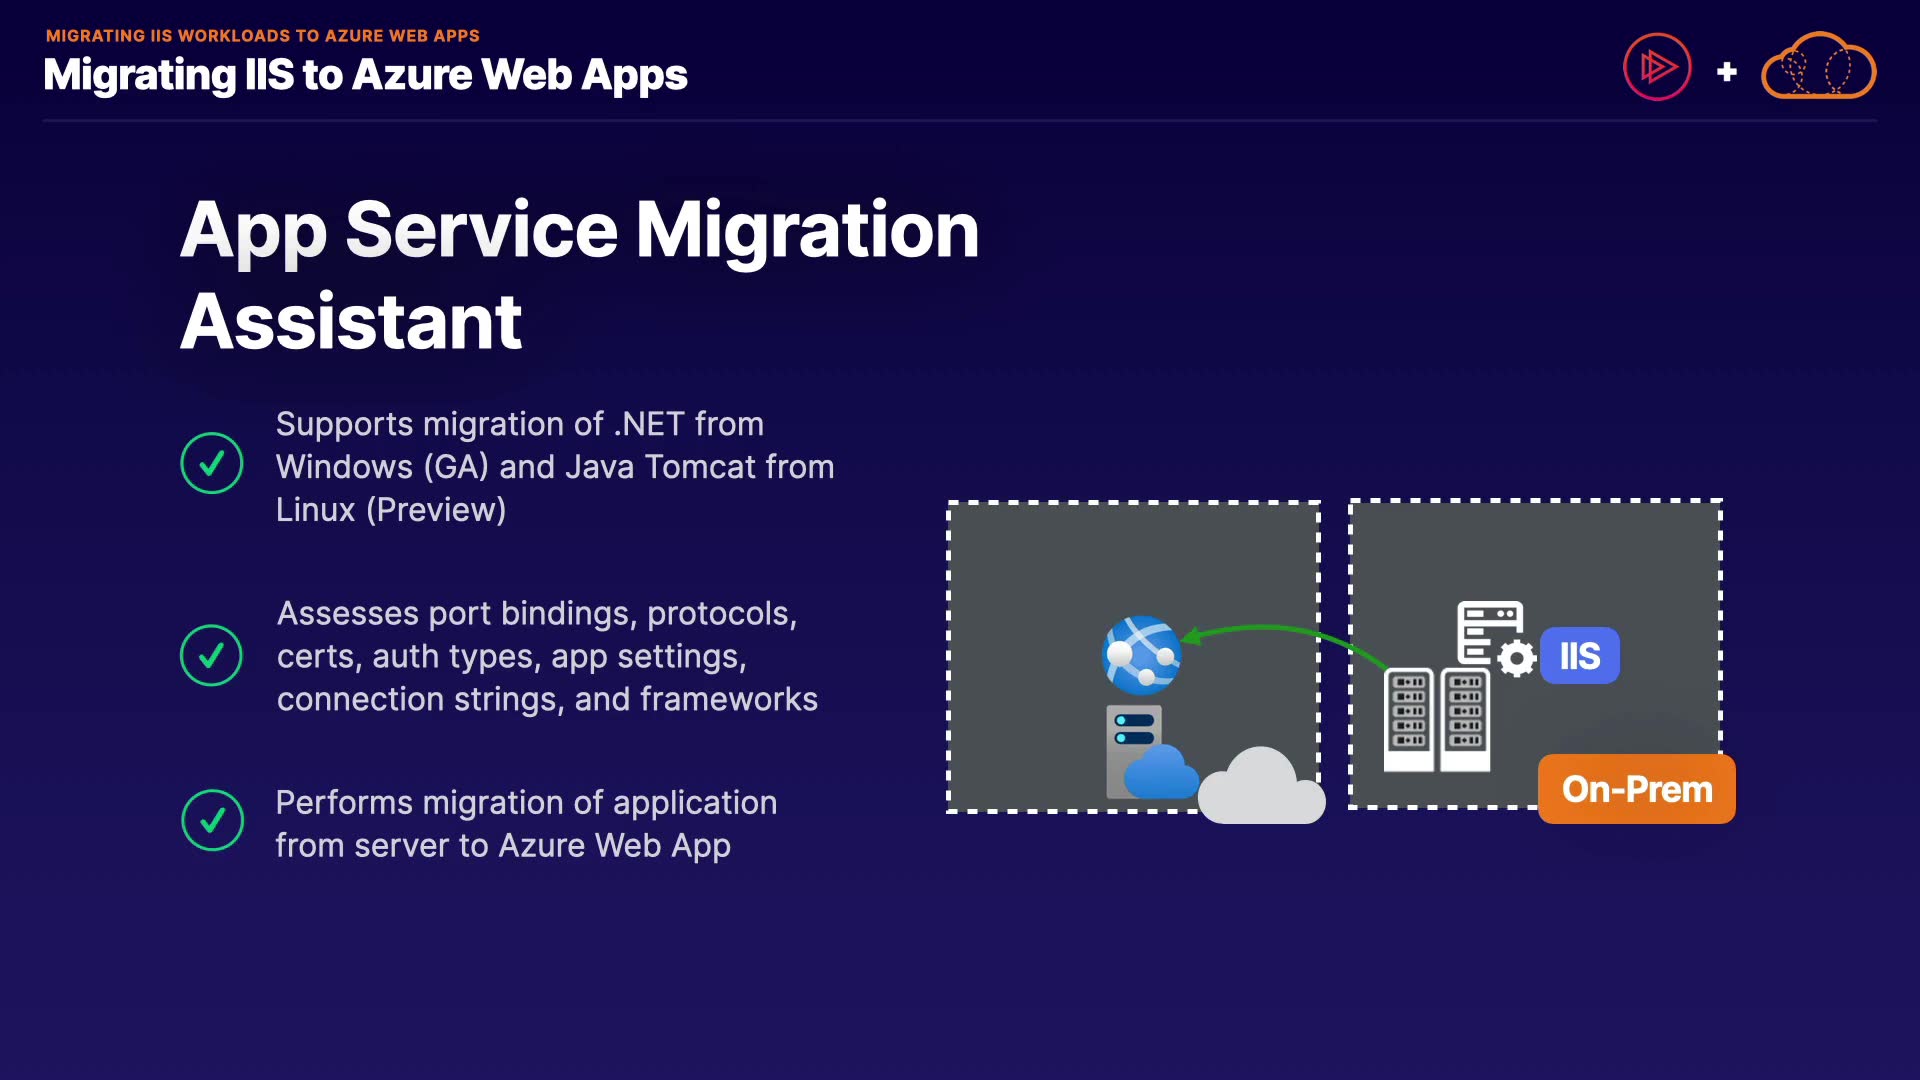 MIGRATING IIS WORKLOADS TO AZURE WEB APPS
Migrating IIS to Azure Web Apps
App Service Migration
Assistant
Supports migration of .NET from
Windows (GA) and Java Tomcat from
Linux (Preview)
Assesses port bindings, protocols,
certs, auth types, app settings,
connection strings, and frameworks
Performs migration of application
from server to Azure Web App
IIS
On-Prem